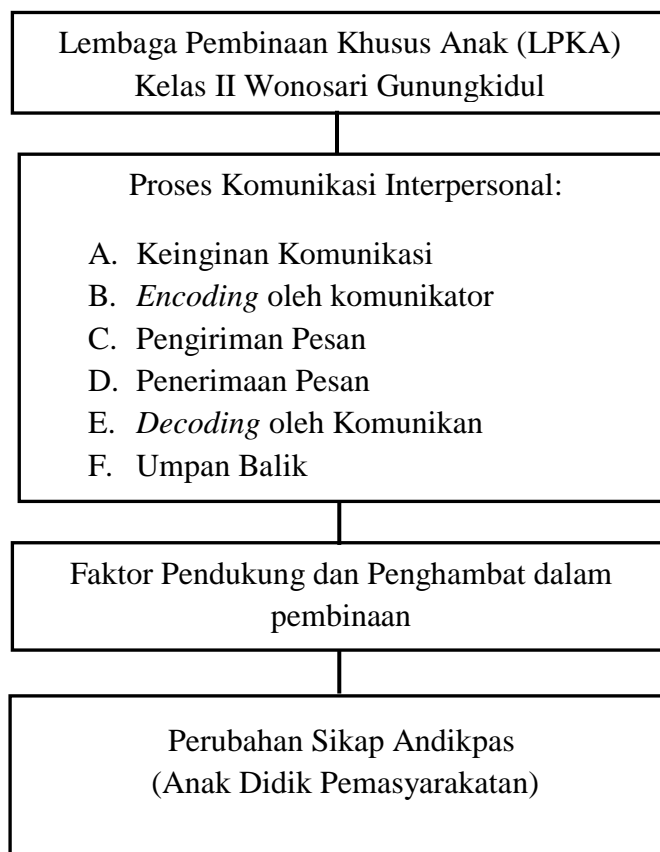 Lembaga Pembinaan Khusus Anak (LPKA)
Kelas II Wonosari Gunungkidul
Proses Komunikasi Interpersonal:
A. Keinginan Komunikasi
B. Encoding oleh komunikator
C. Pengiriman Pesan
D. Penerimaan Pesan
E. Decoding oleh Komunikan
F. Umpan Balik
Faktor Pendukung dan Penghambat dalam
pembinaan
Perubahan Sikap Andikpas
(Anak Didik Pemasyarakatan)